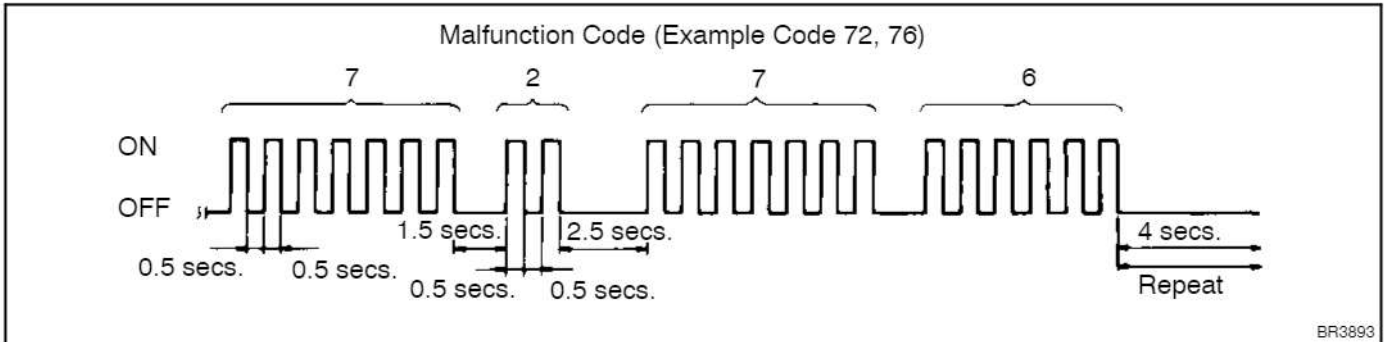 Malfunction Code (Example Code 72, 76)
7 2 7 6
ON
OFF
1.5 secs. 2.5 secs. 4 secs.
0.5 secs. 0.5 secs. 0.5 secs. 0.5 secs. Repeat
BR3893